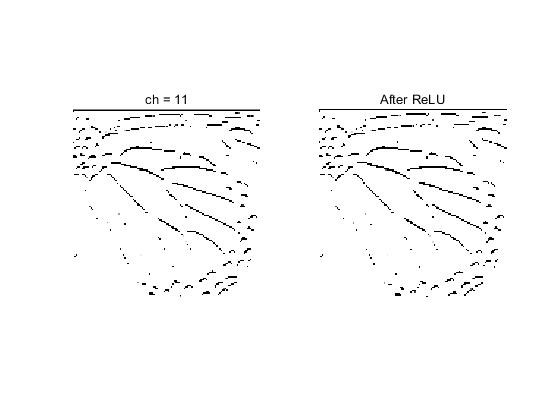 ch = 11
After ReLU